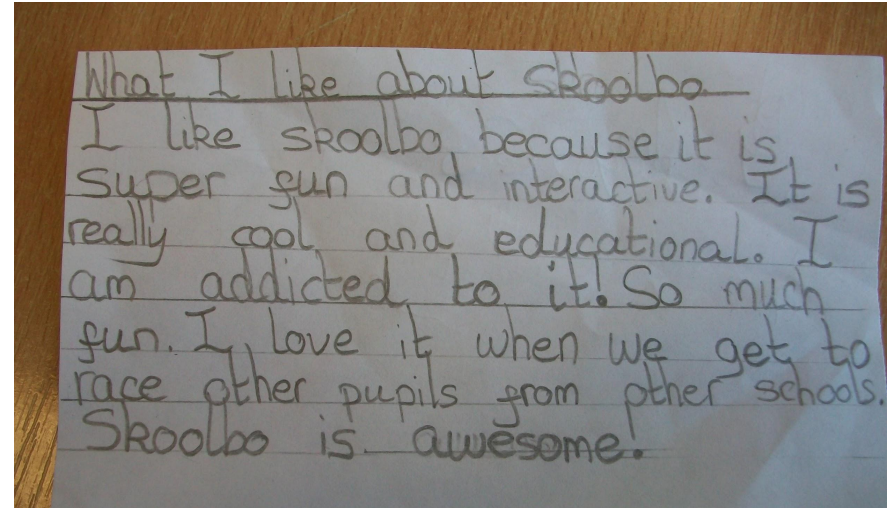 What I like about skoolbo
I like skoolbo because it is
super fun and interactive. It is
really cool and educational. I
am addicted to it! So much
fun. I love it when we get to
race other pupils from other schools.
Skoolbo is awesome!